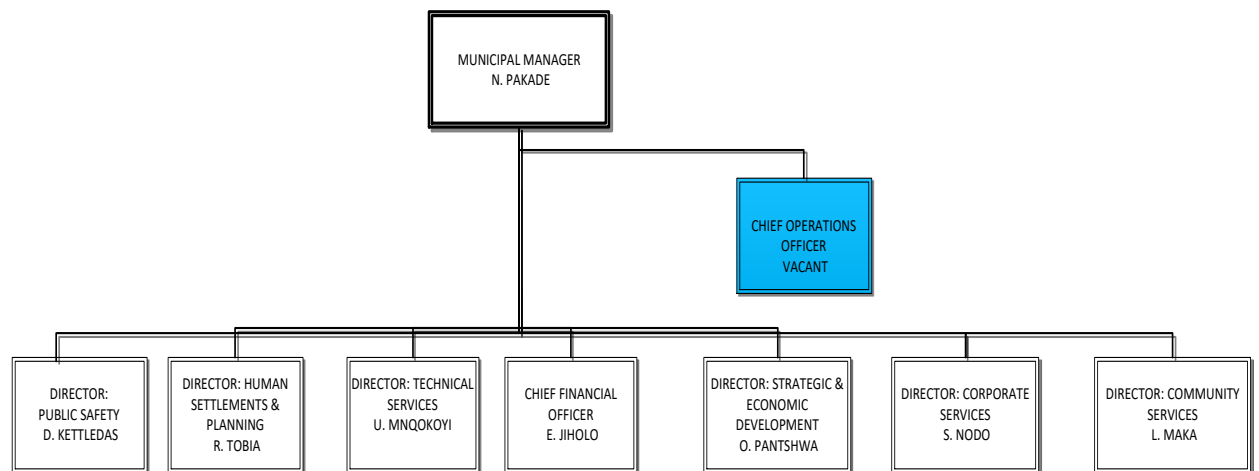 MUNICIPAL MANAGER
N. PAKADE
CHIEF OPERATIONS
OFFICER
VACANT
DIRECTOR:
PUBLIC SAFETY
D. KETTLEDAS
DIRECTOR: HUMAN
SETTLEMENTS &
PLANNING
R. TOBIA
DIRECTOR: TECHNICAL
SERVICES
U. MNQOKOYI
CHIEF FINANCIAL
OFFICER
E. JIHOLO
DIRECTOR: STRATEGIC &
ECONOMIC
DEVELOPMENT
O. PANTSHWA
DIRECTOR: CORPORATE
SERVICES
S. NODO
DIRECTOR: COMMUNITY
SERVICES
L. MAKA